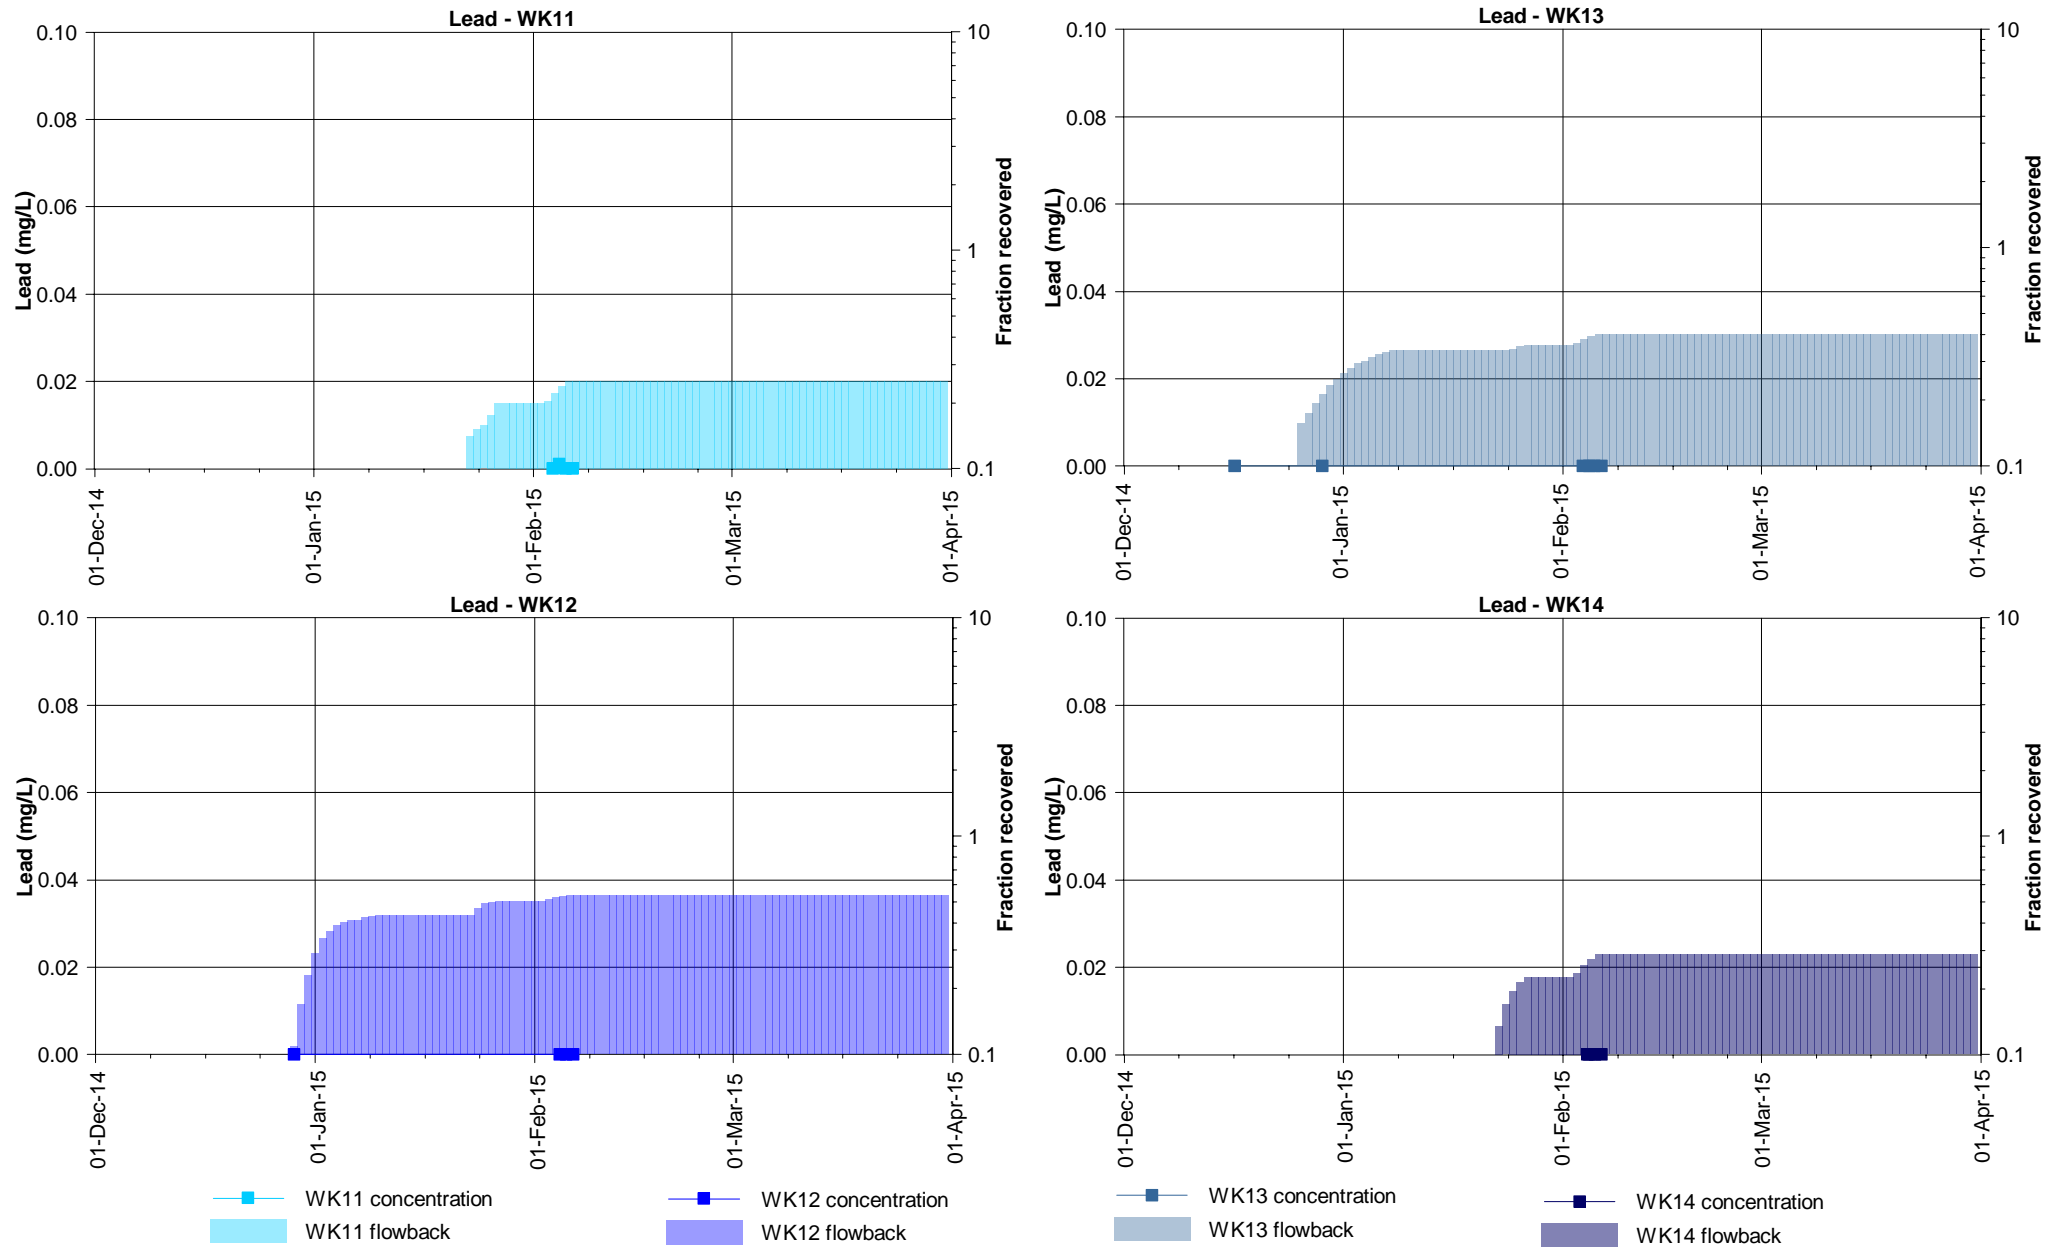 Lead - WK11
0.10
0.08
0.06
0.04
0.02
0.00
Lead (mg/L)
10
1
0.1
Fraction recovered
01-Dec-14
01-Jan-15
01-Feb-15
01-Mar-15
01-Apr-15
Lead - WK13
0.10
0.08
0.06
0.04
0.02
0.00
Lead (mg/L)
10
1
0.1
Fraction recovered
01-Dec-14
01-Jan-15
01-Feb-15
01-Mar-15
01-Apr-15
Lead - WK12
0.10
0.08
0.06
0.04
0.02
0.00
Lead (mg/L)
10
1
0.1
Fraction recovered
01-Dec-14
01-Jan-15
01-Feb-15
01-Mar-15
01-Apr-15
Lead - WK14
0.10
0.08
0.06
0.04
0.02
0.00
Lead (mg/L)
10
1
0.1
Fraction recovered
01-Dec-14
01-Jan-15
01-Feb-15
01-Mar-15
01-Apr-15
WK11 concentration
WK11 flowback
WK12 concentration
WK12 flowback
WK13 concentration
WK13 flowback
WK14 concentration
WK14 flowback